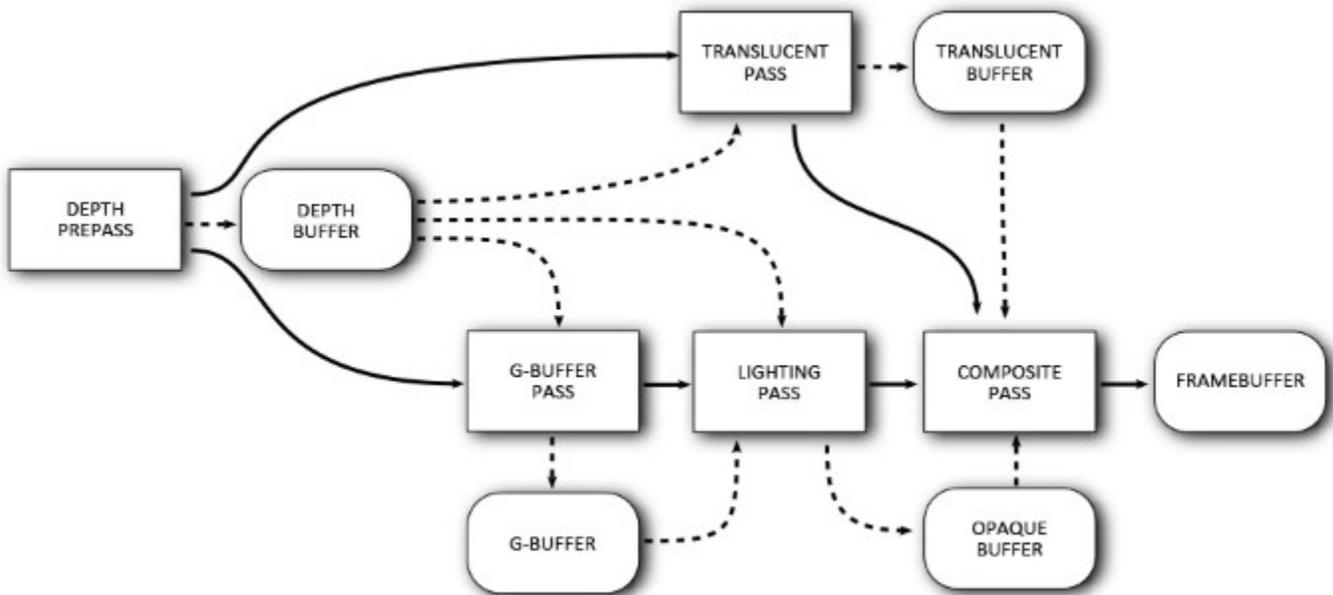 TRANSLUCENT
PASS
TRANSLUCENT
BUFFER
DEPTH
PREPASS
DEPTH
BUFFER
G-BUFFER
PASS
LIGHTING
PASS
COMPOSITE
PASS
FRAMEBUFFER
G-BUFFER
OPAQUE
BUFFER